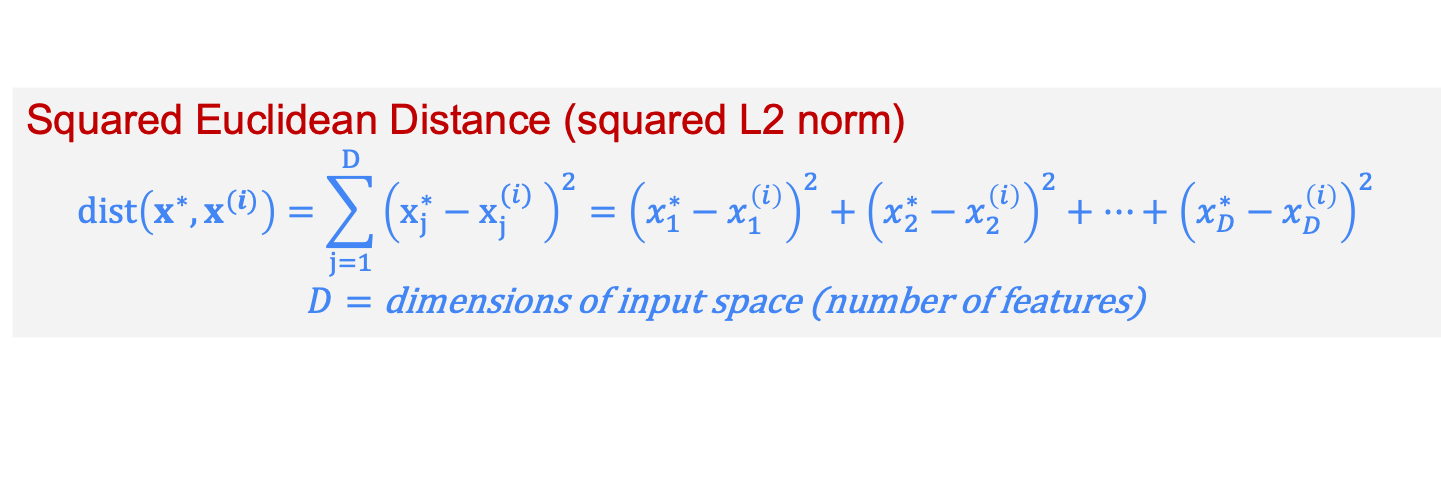 Squared Euclidean Distance (squared L2 norm)
dist(x*, x⁽ⁱ⁾) = ∑_{j=1}^{D} (x_j^* − x_j^{(i)})² = (x_1^* − x_1^{(i)})² + (x_2^* − x_2^{(i)})² + ⋯ + (x_D^* − x_D^{(i)})²
D = dimensions of input space (number of features)